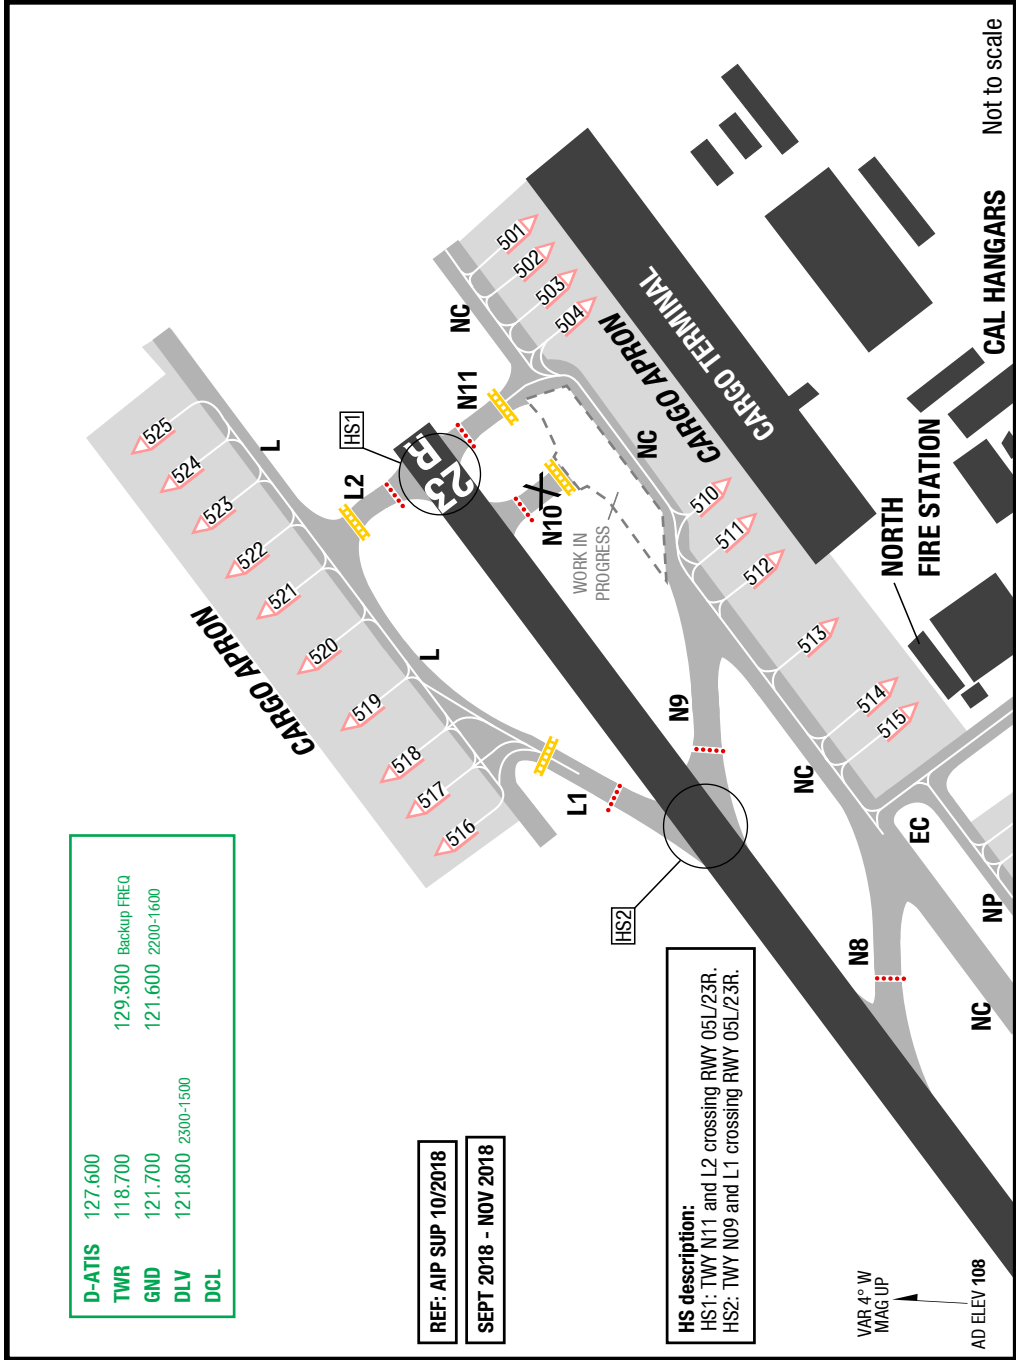 D-ATIS 127.600
TWR 118.700 129.300 Backup FREQ
GND 121.700 121.600 2200-1600
DLV 121.800 2300-1500
DCL
REF: AIP SUP 10/2018
SEPT 2018 - NOV 2018
HS description:
HS1: TWY N11 and L2 crossing RWY 05L/23R.
HS2: TWY N09 and L1 crossing RWY 05L/23R.
VAR 4° W
MAG UP
AD ELEV 108
CARGO APRON
516
517
518
519
520
521
522
523
524
525
L
L
L1
L2
HS1
HS2
23R
N11
N10
X
WORK IN
PROGRESS
N9
N8
NC
NC
NC
NC
EC
NP
CARGO APRON
501
502
503
504
510
511
512
513
514
515
CARGO TERMINAL
NORTH
FIRE STATION
CAL HANGARS
Not to scale